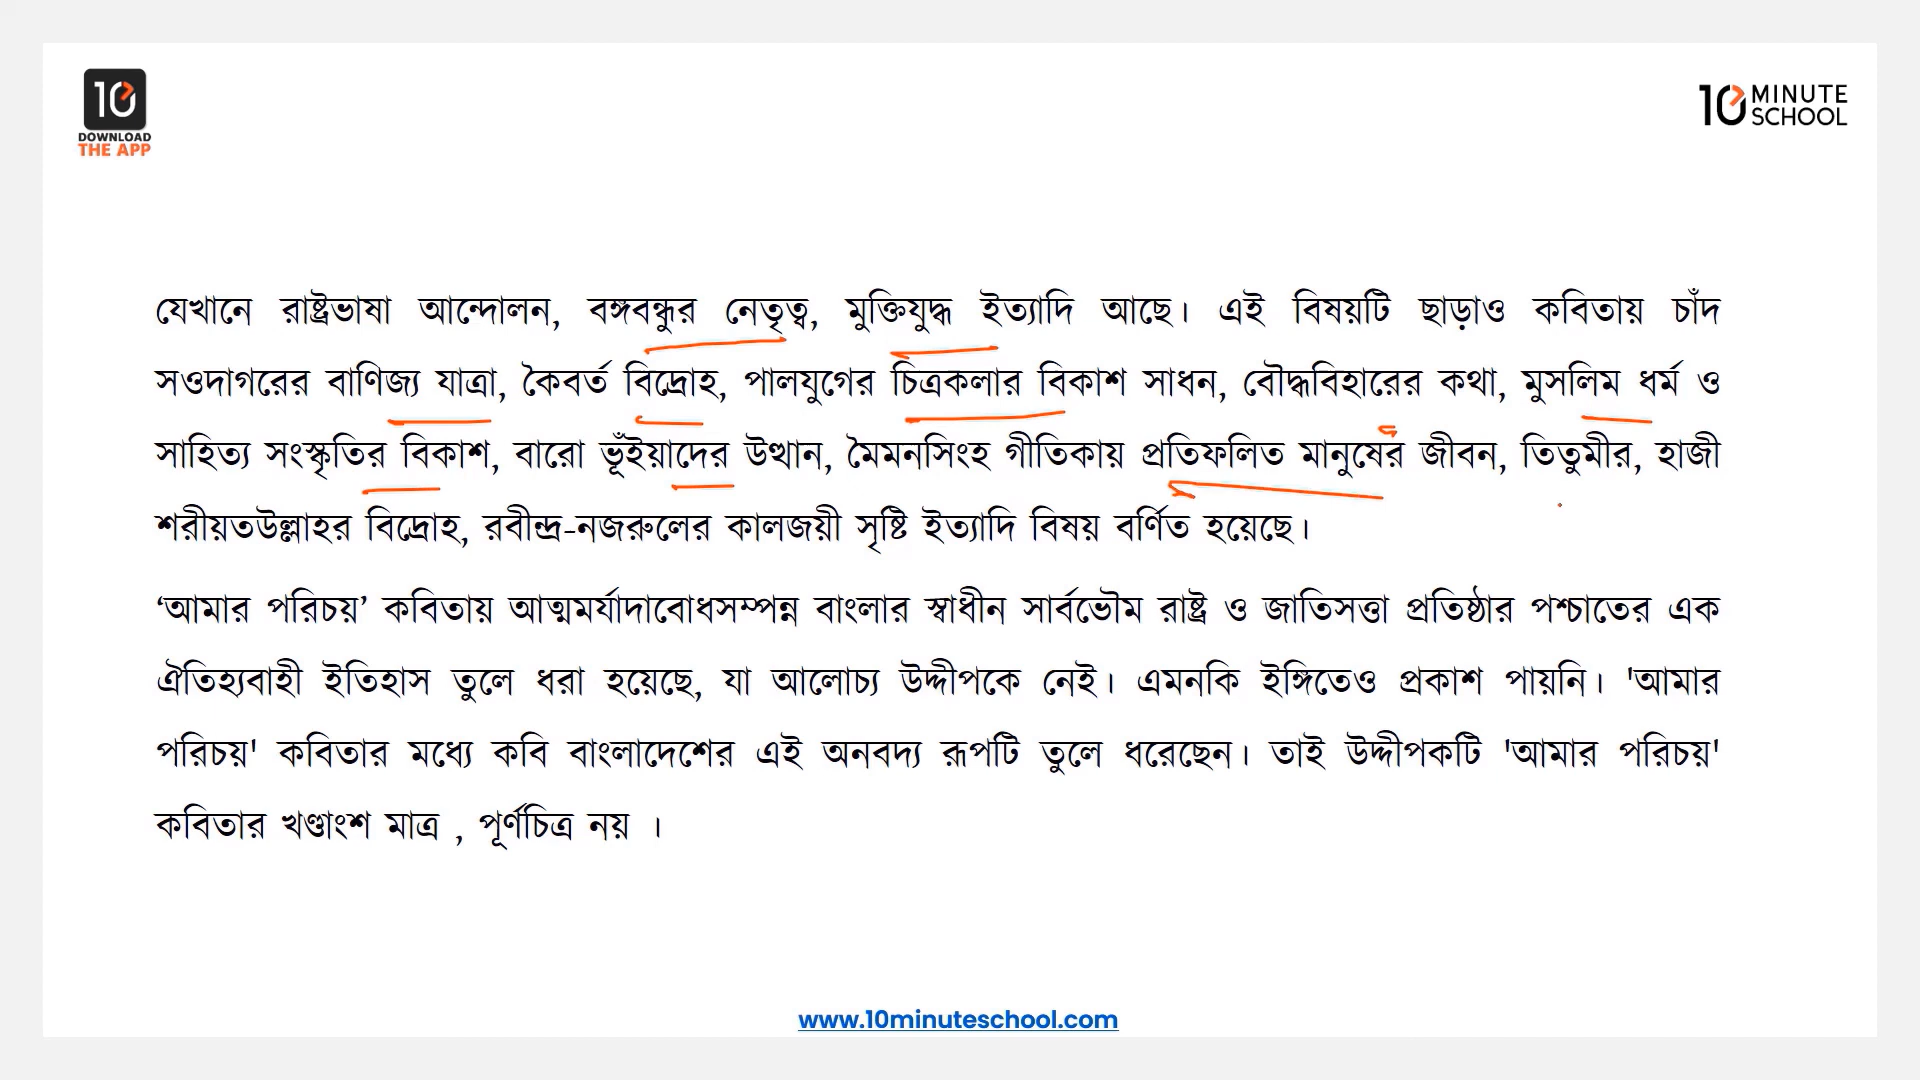 10
DOWNLOAD
THE APP
10 MINUTE
SCHOOL
যেখানে রাষ্ট্রভাষা আন্দোলন, বঙ্গবন্ধুর নেতৃত্ব, মুক্তিযুদ্ধ ইত্যাদি আছে। এই বিষয়টি ছাড়াও কবিতায় চাঁদ
সওদাগরের বাণিজ্য যাত্রা, কৈবর্ত বিদ্রোহ, পালযুগের চিত্রকলার বিকাশ সাধন, বৌদ্ধবিহারের কথা, মুসলিম ধর্ম ও
সাহিত্য সংস্কৃতির বিকাশ, বারো ভূঁইয়াদের উত্থান, মৈমনসিংহ গীতিকায় প্রতিফলিত মানুষের জীবন, তিতুমীর, হাজী
শরীয়তউল্লাহর বিদ্রোহ, রবীন্দ্র-নজরুলের কালজয়ী সৃষ্টি ইত্যাদি বিষয় বর্ণিত হয়েছে।
‘আমার পরিচয়’ কবিতায় আত্মমর্যাদাবোধসম্পন্ন বাংলার স্বাধীন সার্বভৌম রাষ্ট্র ও জাতিসত্তা প্রতিষ্ঠার পশ্চাতের এক
ঐতিহ্যবাহী ইতিহাস তুলে ধরা হয়েছে, যা আলোচ্য উদ্দীপকে নেই। এমনকি ইঙ্গিতেও প্রকাশ পায়নি। 'আমার
পরিচয়' কবিতার মধ্যে কবি বাংলাদেশের এই অনবদ্য রূপটি তুলে ধরেছেন। তাই উদ্দীপকটি 'আমার পরিচয়'
কবিতার খণ্ডাংশ মাত্র , পূর্ণচিত্র নয় ।
www.10minuteschool.com